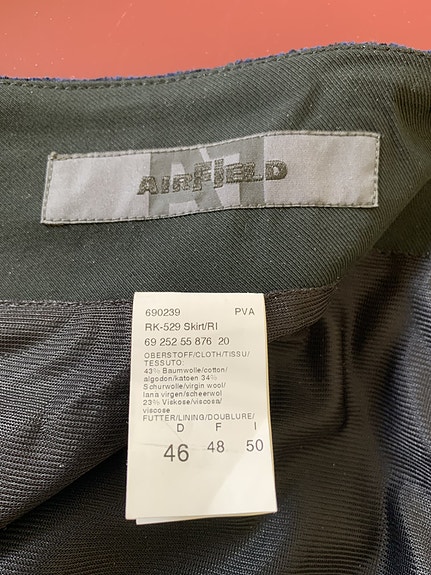 AIRFIELD
690239 PVA
RK-529 Skirt/RI
69 252 55 876 20
OBERSTOFF/CLOTH/TISSU/
TESSUTO
43% Baumwolle/cotton/
algodon/katoen 34%
Schurwolle/virgin wool/
lana virgen/scheerwol
23% Viskose/viscosa/
viscose
FUTTER/LINING/DOUBLURE/
D F I
46 48 50